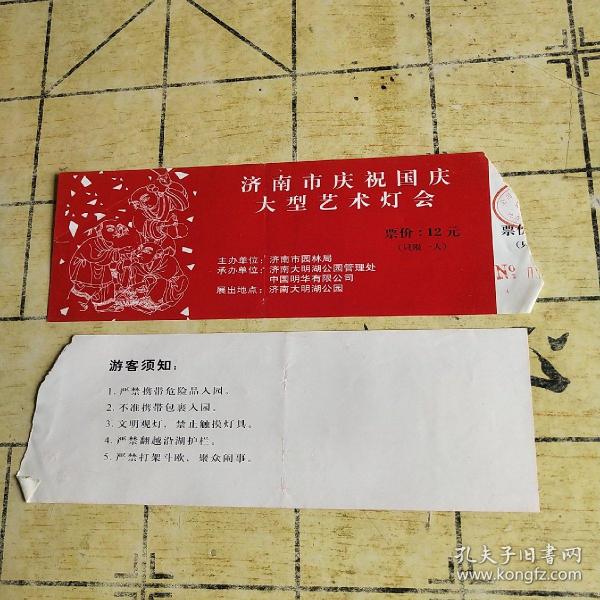 济南市庆祝国庆
大型艺术灯会
票价：12元
（只限一人）
主办单位：济南市园林局
承办单位：济南大明湖公园管理处
中国明华有限公司
展出地点：济南大明湖公园
票价
№
游客须知：
1. 严禁携带危险品入园。
2. 不准携带包裹入园。
3. 文明观灯，禁止触摸灯具。
4. 严禁翻越沿湖护栏。
5. 严禁打架斗欧，聚众闹事。
孔夫子旧书网
www.kongfz.com